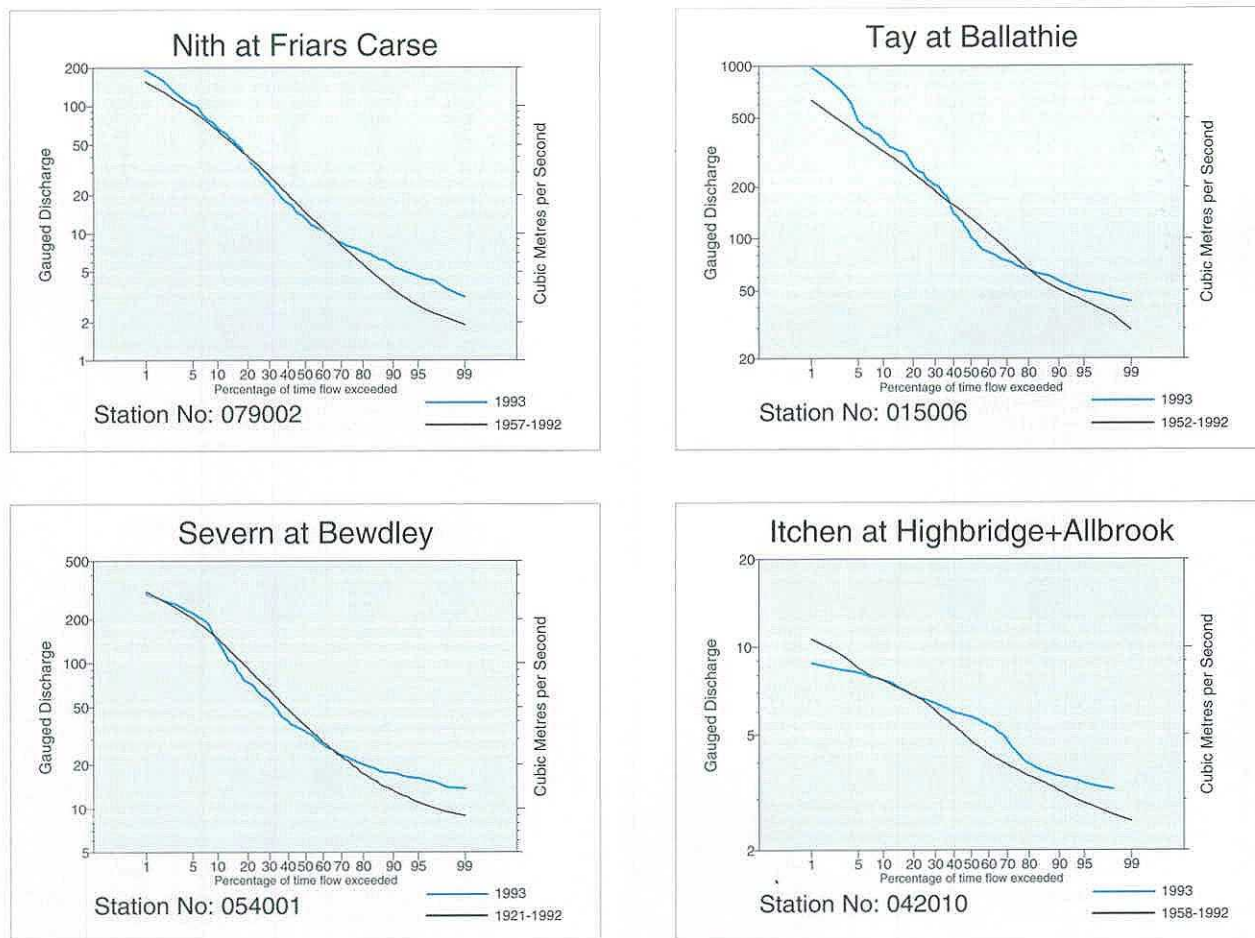 Nith at Friars Carse
200
100
50
20
10
5
2
1
Gauged Discharge
Cubic Metres per Second
1 5 10 20 30 40 50 60 70 80 90 95 99
Percentage of time flow exceeded
Station No: 079002
1993
1957-1992
Tay at Ballathie
1000
500
200
100
50
20
Gauged Discharge
Cubic Metres per Second
1 5 10 20 30 40 50 60 70 80 90 95 99
Percentage of time flow exceeded
Station No: 015006
1993
1952-1992
Severn at Bewdley
500
200
100
50
20
10
5
Gauged Discharge
Cubic Metres per Second
1 5 10 20 30 40 50 60 70 80 90 95 99
Percentage of time flow exceeded
Station No: 054001
1993
1921-1992
Itchen at Highbridge+Allbrook
20
10
5
2
Gauged Discharge
Cubic Metres per Second
1 5 10 20 30 40 50 60 70 80 90 95 99
Percentage of time flow exceeded
Station No: 042010
1993
1958-1992